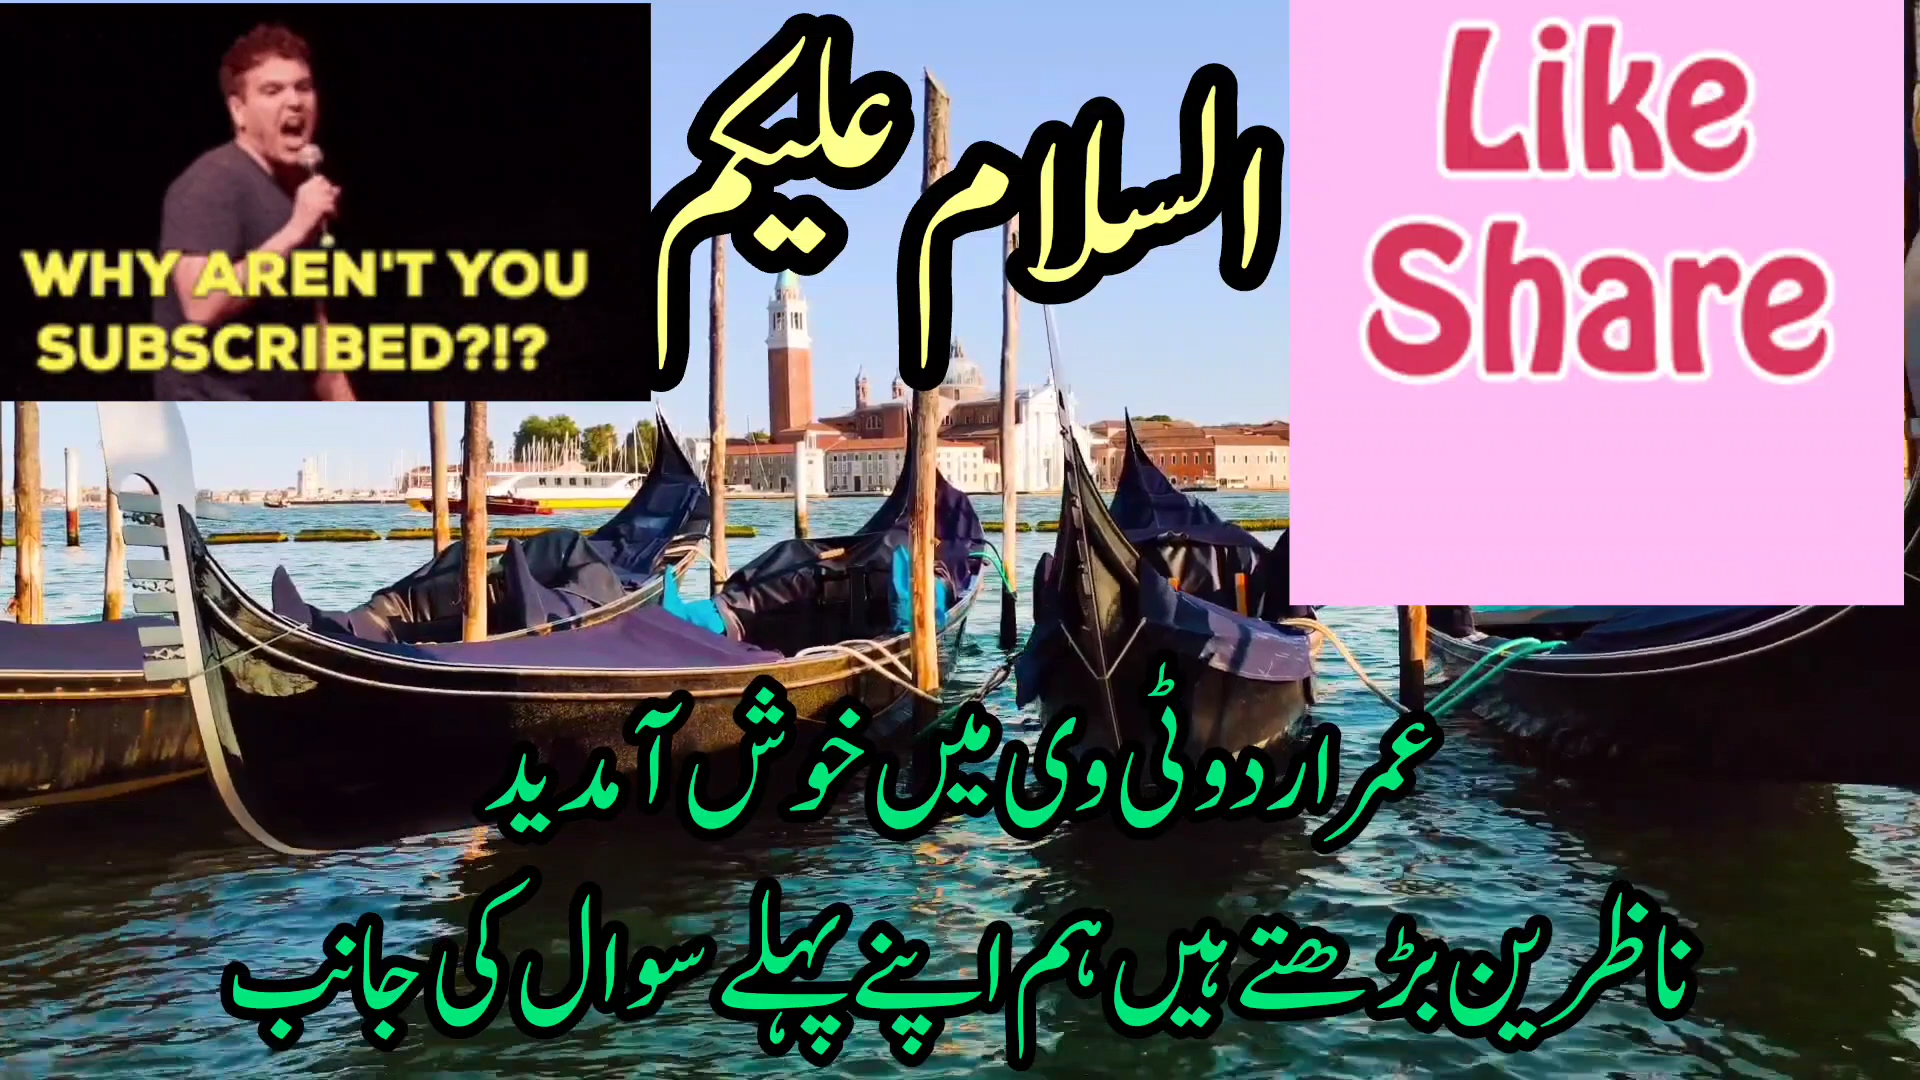 WHY AREN'T YOU
SUBSCRIBED?!?
السلام علیکم
Like
Share
عمر اردو ٹی وی میں خوش آمدید
ناظرین بڑھتے ہیں ہم اپنے پہلے سوال کی جانب